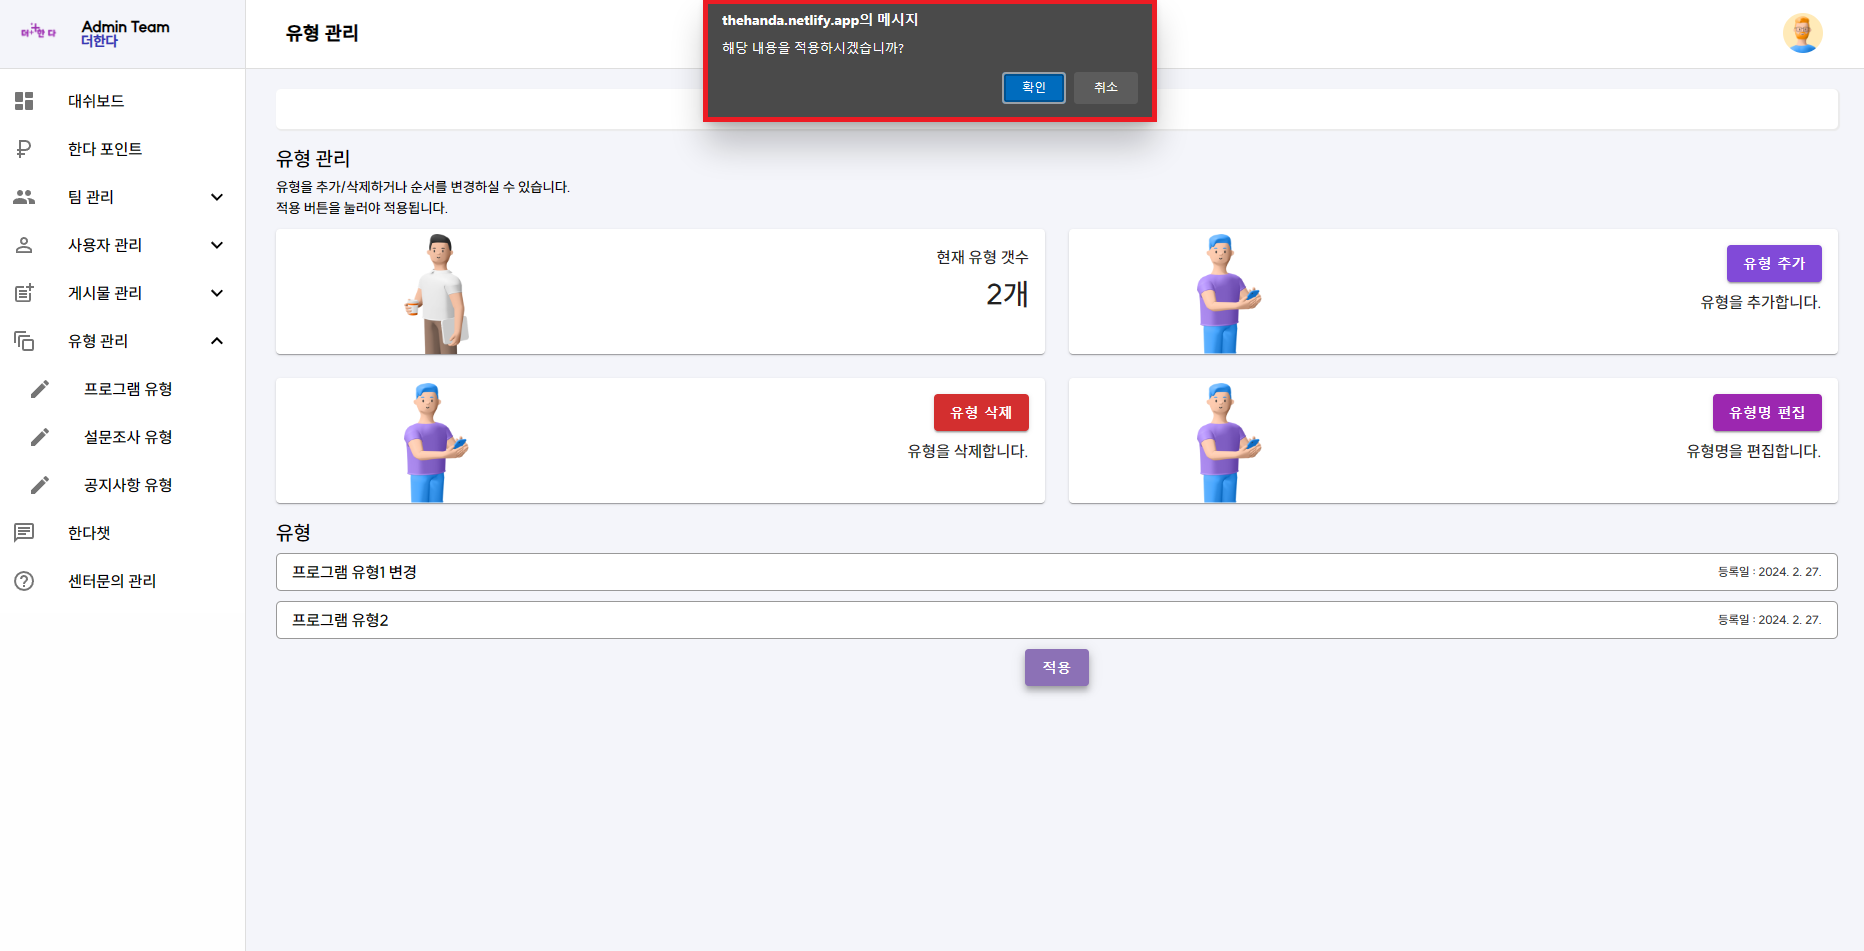 더한다
Admin Team
더한다
유형 관리
thehanda.netlify.app의 메시지
해당 내용을 적용하시겠습니까?
확인
취소
대쉬보드
한다 포인트
팀 관리
사용자 관리
게시물 관리
유형 관리
프로그램 유형
설문조사 유형
공지사항 유형
한다챗
센터문의 관리
유형 관리
유형을 추가/삭제하거나 순서를 변경하실 수 있습니다.
적용 버튼을 눌러야 적용됩니다.
현재 유형 갯수
2개
유형 추가
유형을 추가합니다.
유형 삭제
유형을 삭제합니다.
유형명 편집
유형명을 편집합니다.
유형
프로그램 유형1 변경
등록일 : 2024. 2. 27.
프로그램 유형2
등록일 : 2024. 2. 27.
적용